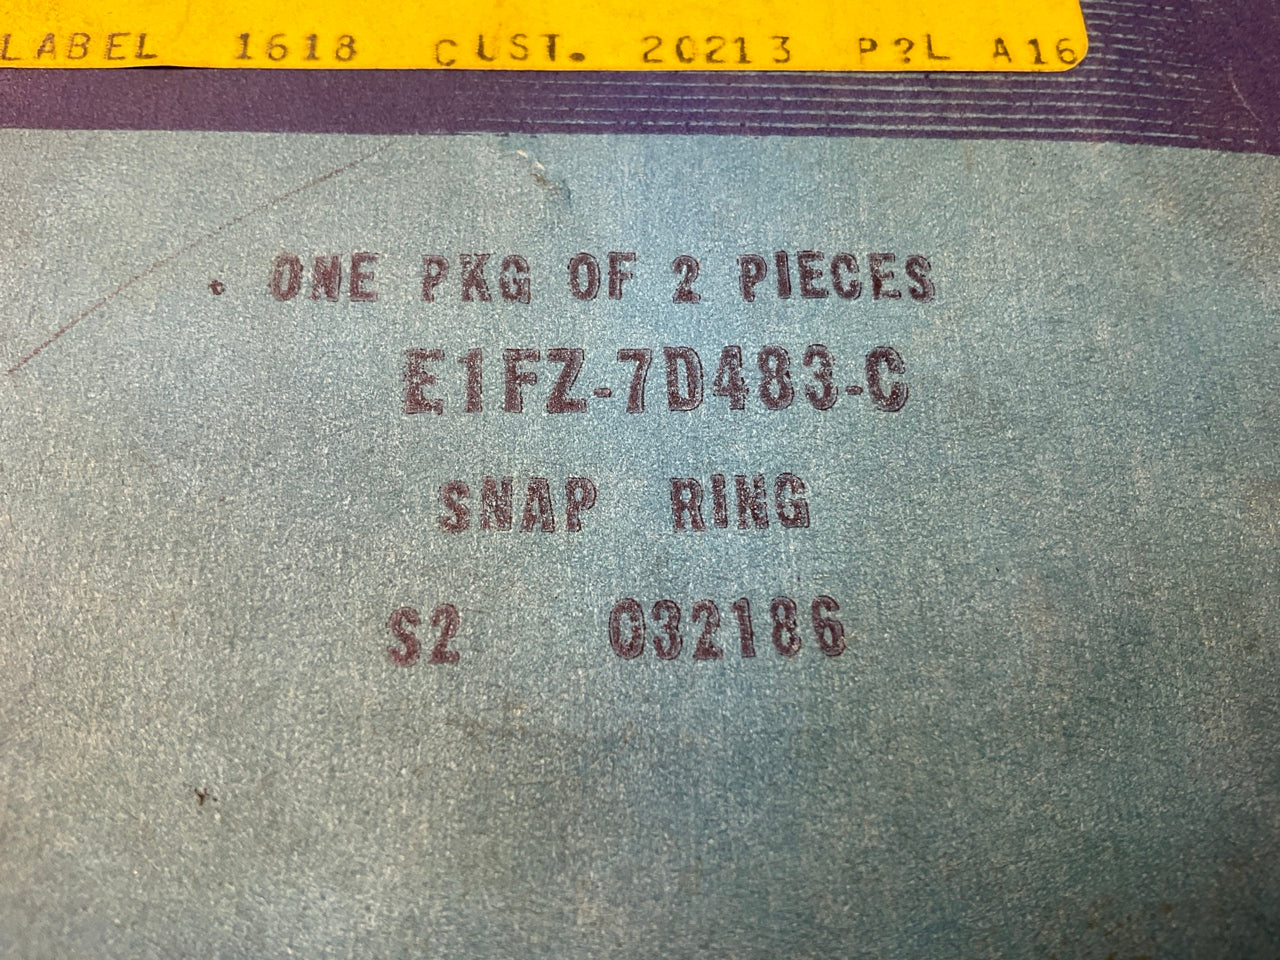 LABEL 1618 CUST. 20213 P?L A16
ONE PKG OF 2 PIECES
E1FZ-7D483-C
SNAP RING
S2 032186